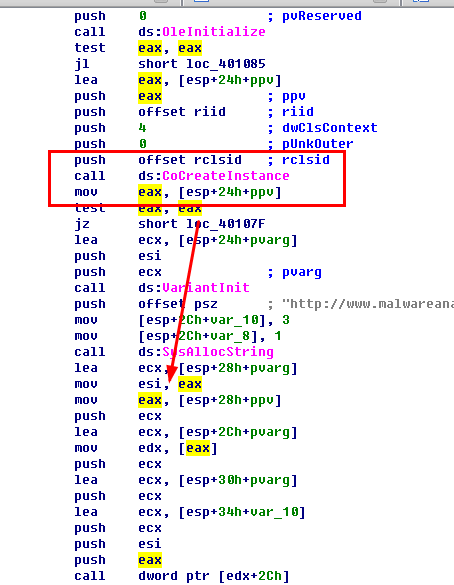 push 0 ; pvReserved
call ds:OleInitialize
test eax, eax
jl short loc_401085
lea eax, [esp+24h+ppv]
push eax ; ppv
push offset riid ; riid
push 4 ; dwClsContext
push 0 ; pUnkOuter
push offset rclsid ; rclsid
call ds:CoCreateInstance
mov eax, [esp+24h+ppv]
test eax, eax
jz short loc_40107F
lea ecx, [esp+24h+pvarg]
push esi
push ecx ; pvarg
call ds:VariantInit
push offset psz ; "http://www.malwareana
mov [esp+2Ch+var_10], 3
mov [esp+2Ch+var_8], 1
call ds:SysAllocString
lea ecx, [esp+28h+pvarg]
mov esi, eax
mov eax, [esp+28h+ppv]
push ecx
lea ecx, [esp+2Ch+pvarg]
mov edx, [eax]
push ecx
lea ecx, [esp+30h+pvarg]
push ecx
lea ecx, [esp+34h+var_10]
push ecx
push esi
push eax
call dword ptr [edx+2Ch]